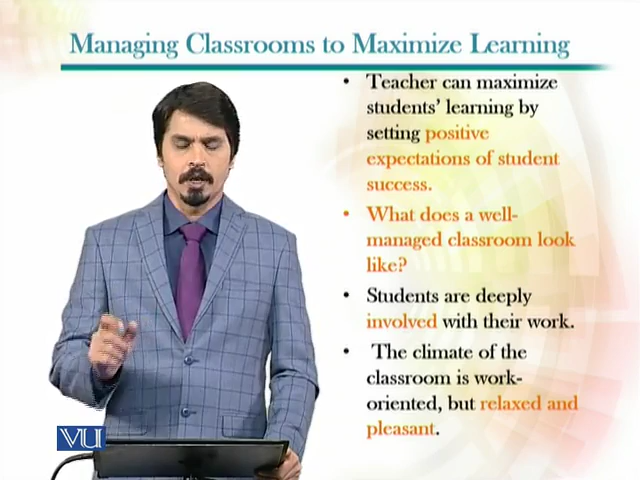 Managing Classrooms to Maximize Learning
• Teacher can maximize
students' learning by
setting positive
expectations of student
success.
• What does a well-
managed classroom look
like?
• Students are deeply
involved with their work.
• The climate of the
classroom is work-
oriented, but relaxed and
pleasant.
VU